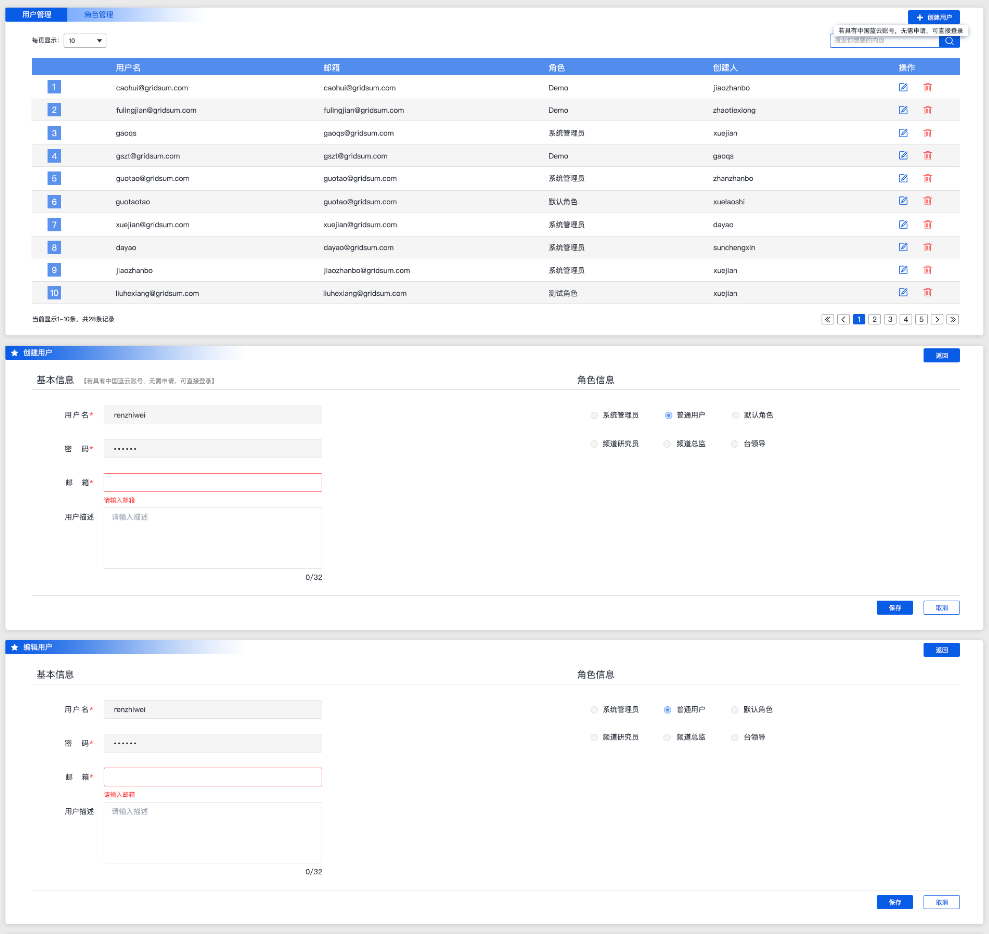 用户管理 角色管理
创建用户
每页显示: 10
若具有中国蓝云账号，无需申请，可直接登录
用户名 邮箱 角色 创建人 操作
1 caohui@gridsum.com caohui@gridsum.com Demo jiaozhanbo
2 fulingjian@gridsum.com fulingjian@gridsum.com Demo zhaotiexiong
3 gaoqs gaoqs@gridsum.com 系统管理员 xuejian
4 gszt@gridsum.com gszt@gridsum.com Demo gaoqs
5 guotao@gridsum.com guotao@gridsum.com 系统管理员 zhanzhanbo
6 guotaotao guotao@gridsum.com 默认角色 xuelaoshi
7 xuejian@gridsum.com xuejian@gridsum.com 系统管理员 dayao
8 dayao dayao@gridsum.com 系统管理员 sunchengxin
9 jiaozhanbo jiaozhanbo@gridsum.com 系统管理员 xuejian
10 liuhexiang@gridsum.com liuhexiang@gridsum.com 测试角色 xuejian
当前显示1-10条，共28条记录 1 2 3 4 5
创建用户 返回
基本信息 【若具有中国蓝云账号，无需申请，可直接登录】 角色信息
用户名* renzhiwei 系统管理员 普通用户 默认角色
频道研究员 频道总监 台领导
密 码* ••••••
邮 箱*
请输入邮箱
用户描述 请输入描述
0/32
保存 取消
编辑用户 返回
基本信息 角色信息
用户名* renzhiwei 系统管理员 普通用户 默认角色
频道研究员 频道总监 台领导
密 码* ••••••
邮 箱*
请输入邮箱
用户描述 请输入描述
0/32
保存 取消